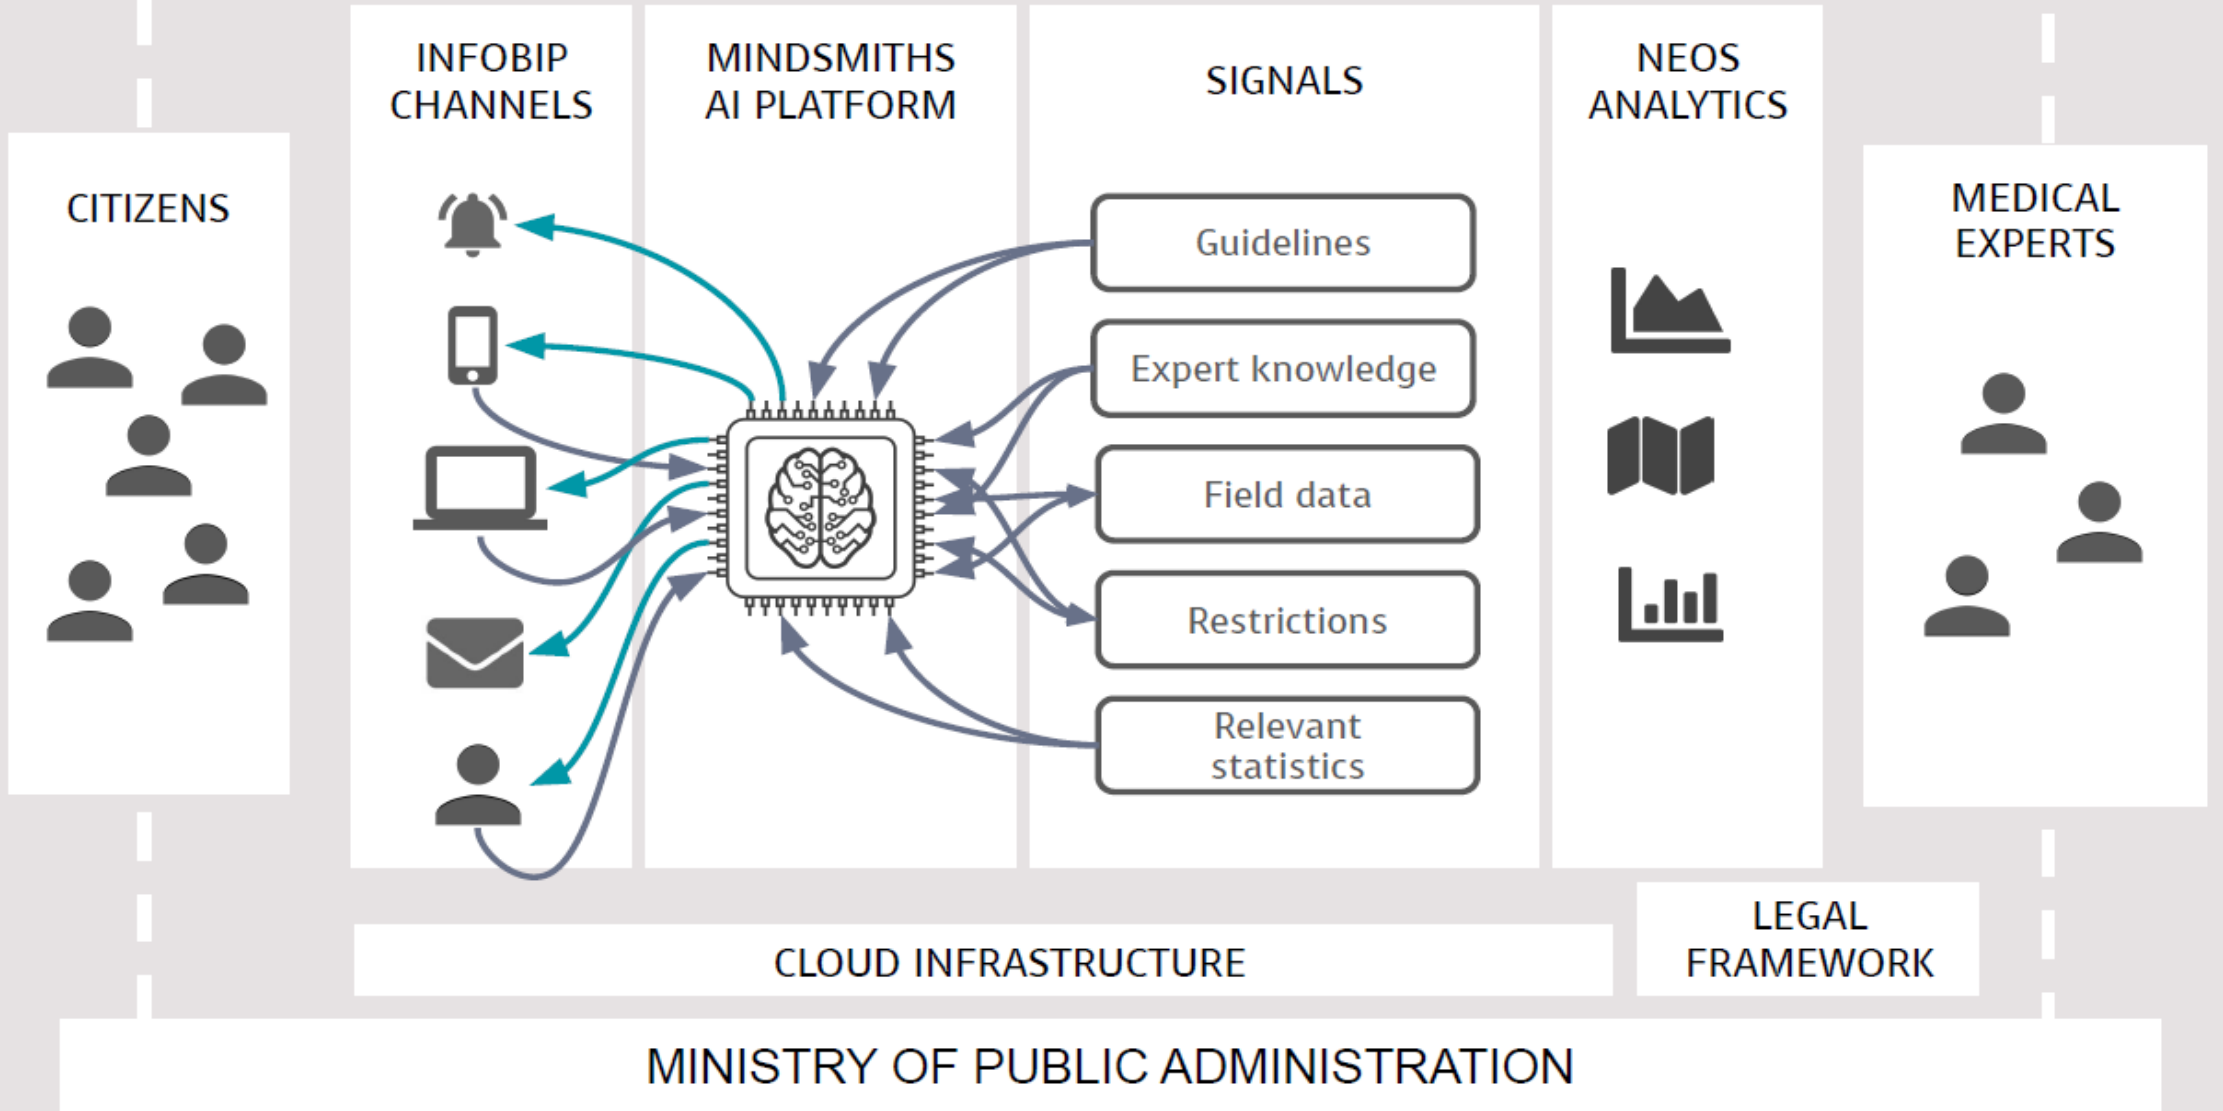 CITIZENS
INFOBIP
CHANNELS
MINDSMITHS
AI PLATFORM
SIGNALS
Guidelines
Expert knowledge
Field data
Restrictions
Relevant
statistics
NEOS
ANALYTICS
MEDICAL
EXPERTS
CLOUD INFRASTRUCTURE
LEGAL
FRAMEWORK
MINISTRY OF PUBLIC ADMINISTRATION